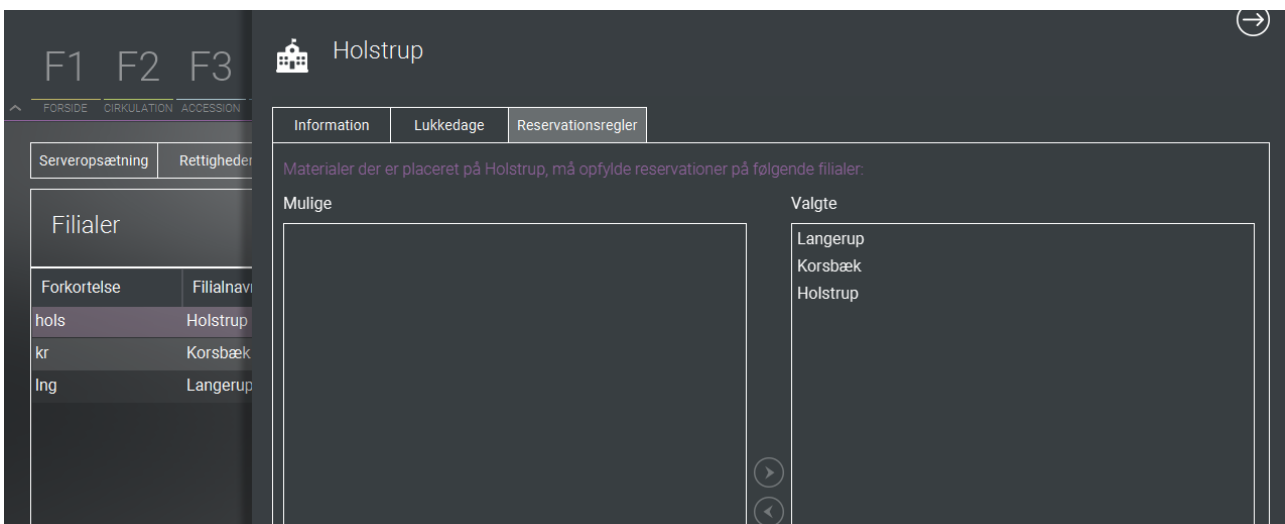 F1 F2 F3
FORSIDE CIRKULATION ACCESSION
Serveropsætning Rettigheder
Filialer
Forkortelse Filialnav
hols Holstrup
kr Korsbæk
lng Langerup
Holstrup
Information Lukkedage Reservationsregler
Materialer der er placeret på Holstrup, må opfylde reservationer på følgende filialer:
Mulige Valgte
Langerup
Korsbæk
Holstrup